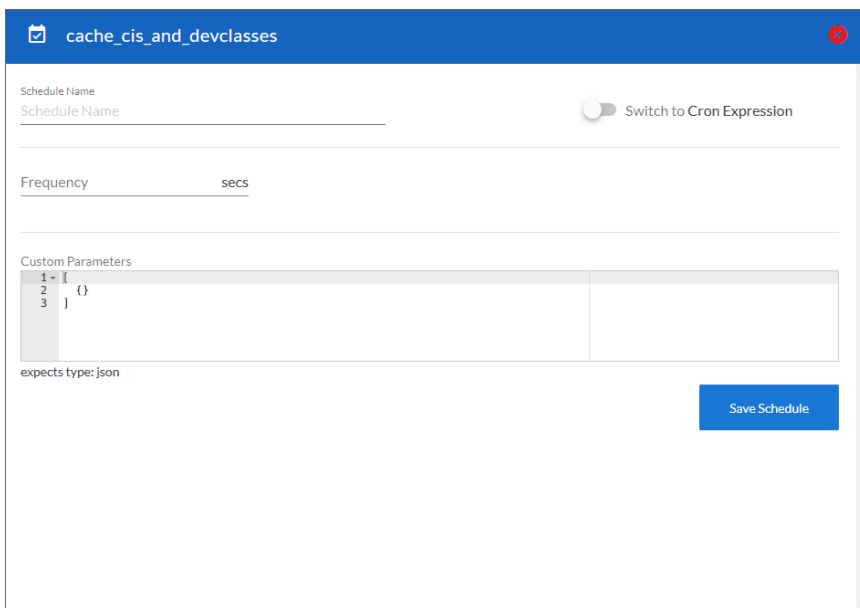 cache_cis_and_devclasses
Schedule Name
Schedule Name
Switch to Cron Expression
Frequency secs
Custom Parameters
1 [
2 {}
3 ]
expects type: json
Save Schedule